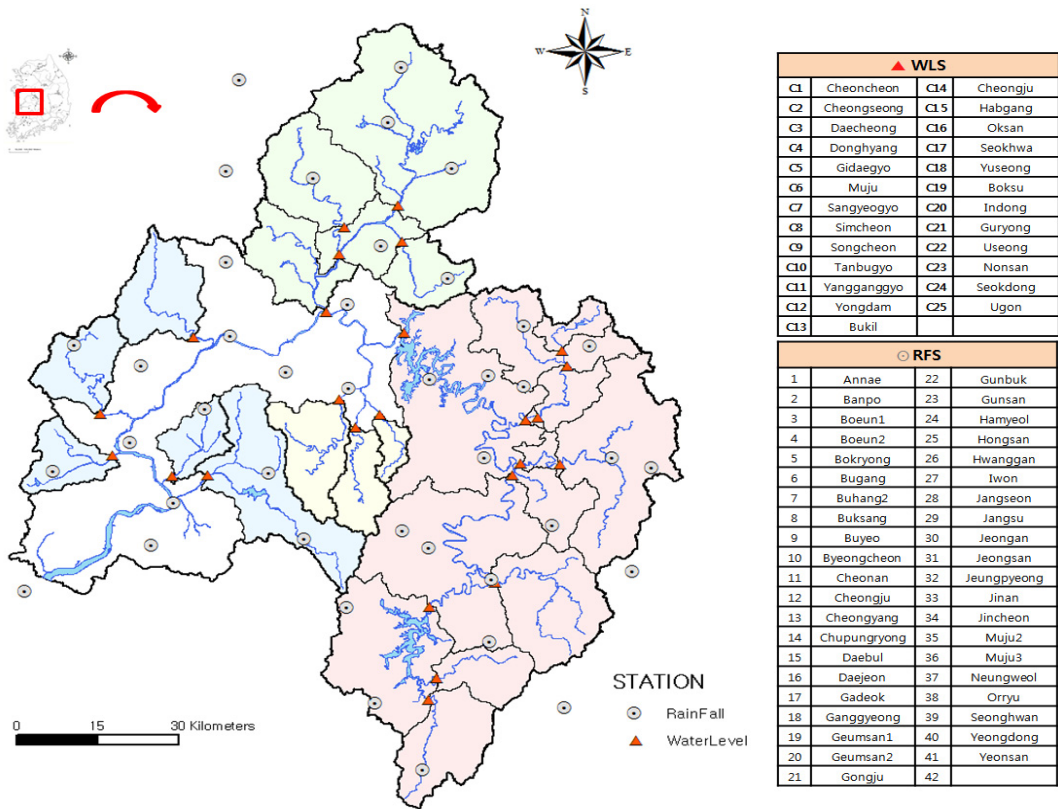 N
W E
S
STATION
RainFall
WaterLevel
0 15 30 Kilometers
WLS
C1 Cheoncheon C14 Cheongju
C2 Cheongseong C15 Habgang
C3 Daecheong C16 Oksan
C4 Donghyang C17 Seokhwa
C5 Gidaegyo C18 Yuseong
C6 Muju C19 Boksu
C7 Sangyeogyo C20 Indong
C8 Simcheon C21 Guryong
C9 Songcheon C22 Useong
C10 Tanbugyo C23 Nonsan
C11 Yangganggyo C24 Seokdong
C12 Yongdam C25 Ugon
C13 Bukil
RFS
1 Annae 22 Gunbuk
2 Banpo 23 Gunsan
3 Boeun1 24 Hamyeol
4 Boeun2 25 Hongsan
5 Bokryong 26 Hwanggan
6 Bugang 27 Iwon
7 Buhang2 28 Jangseon
8 Buksang 29 Jangsu
9 Buyeo 30 Jeongan
10 Byeongcheon 31 Jeongsan
11 Cheonan 32 Jeungpyeong
12 Cheongju 33 Jinan
13 Cheongyang 34 Jincheon
14 Chupungryong 35 Muju2
15 Daebul 36 Muju3
16 Daejeon 37 Neungweol
17 Gadeok 38 Orryu
18 Ganggyeong 39 Seonghwan
19 Geumsan1 40 Yeongdong
20 Geumsan2 41 Yeonsan
21 Gongju 42